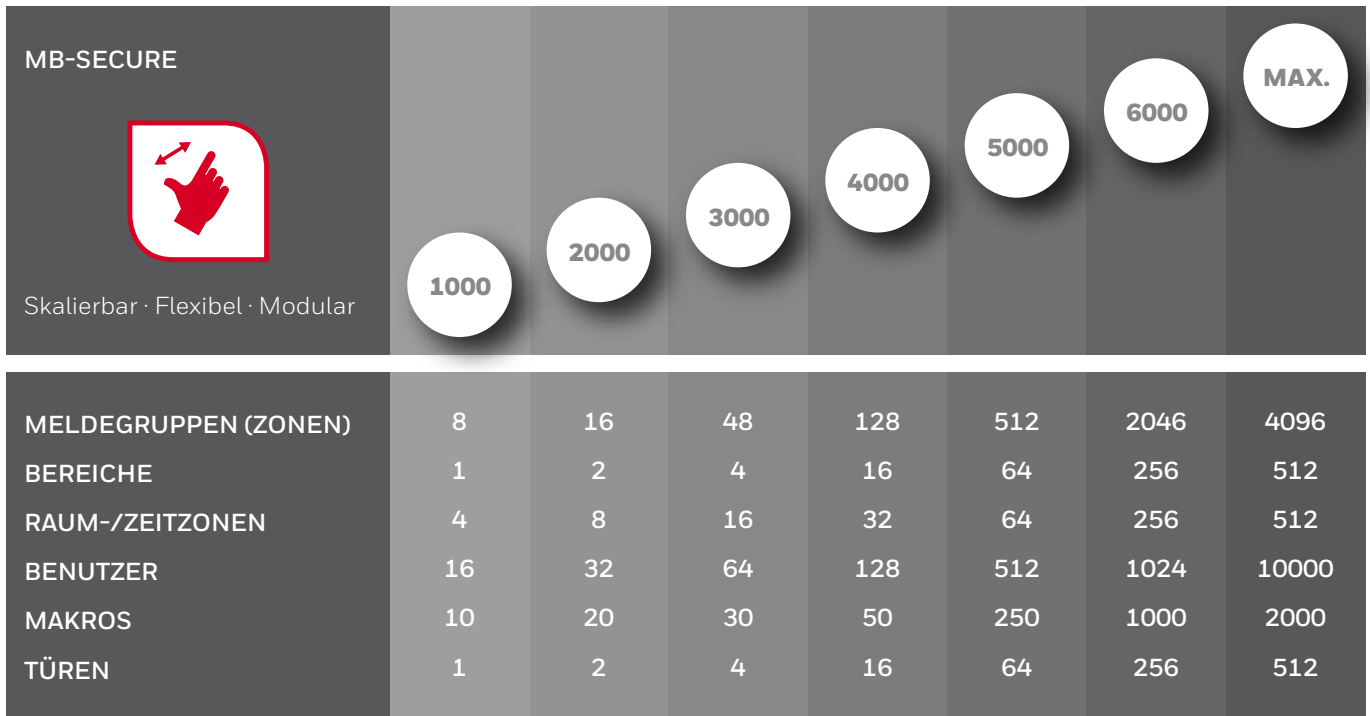 MB-SECURE
Skalierbar · Flexibel · Modular
1000
2000
3000
4000
5000
6000
MAX.
MELDEGRUPPEN (ZONEN) 8 16 48 128 512 2046 4096
BEREICHE 1 2 4 16 64 256 512
RAUM-/ZEITZONEN 4 8 16 32 64 256 512
BENUTZER 16 32 64 128 512 1024 10000
MAKROS 10 20 30 50 250 1000 2000
TÜREN 1 2 4 16 64 256 512